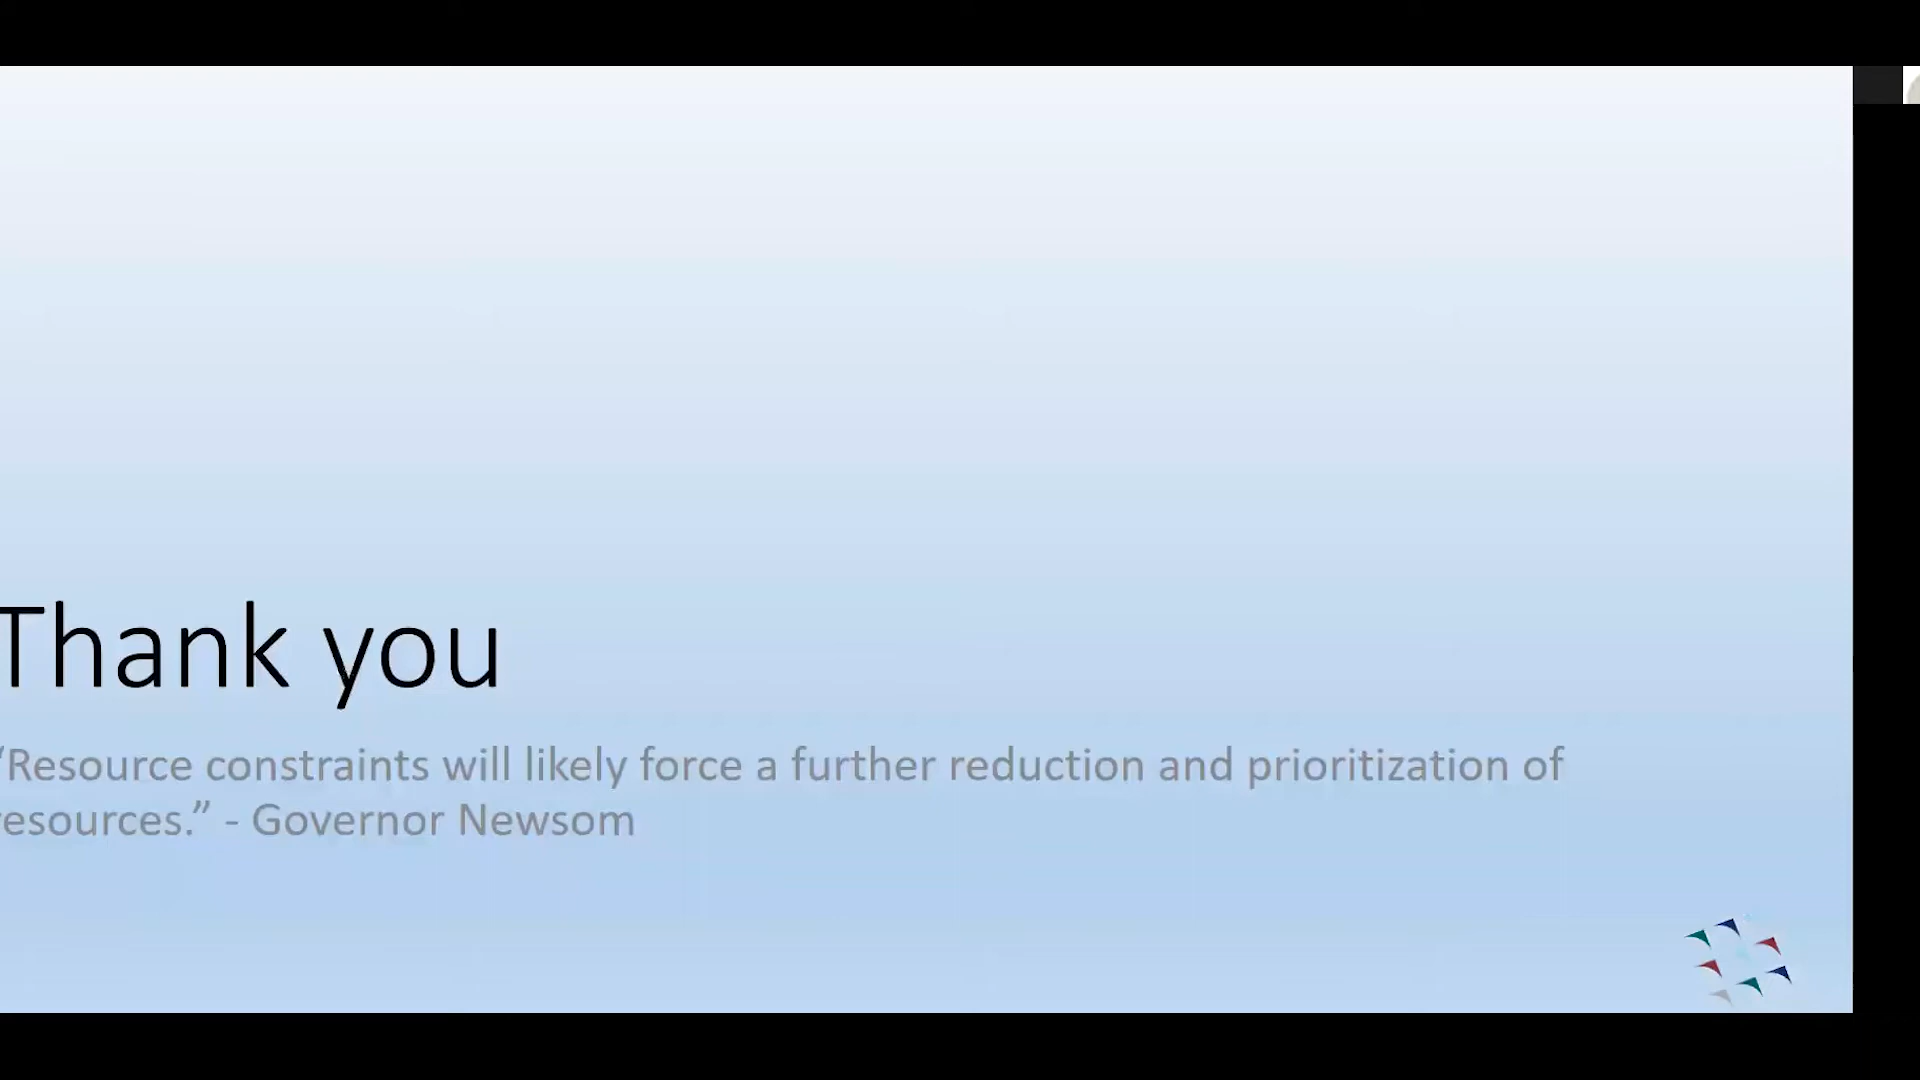 Thank you
“Resource constraints will likely force a further reduction and prioritization of
resources.” - Governor Newsom